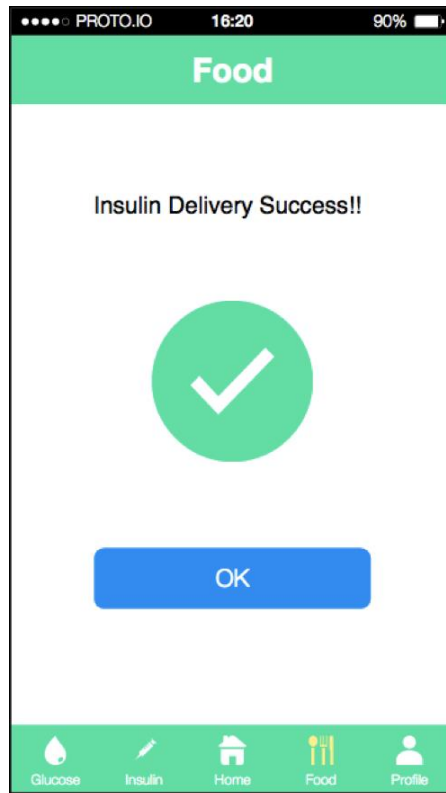 PROTO.IO 16:20 90%
Food
Insulin Delivery Success!!
OK
Glucose Insulin Home Food Profile